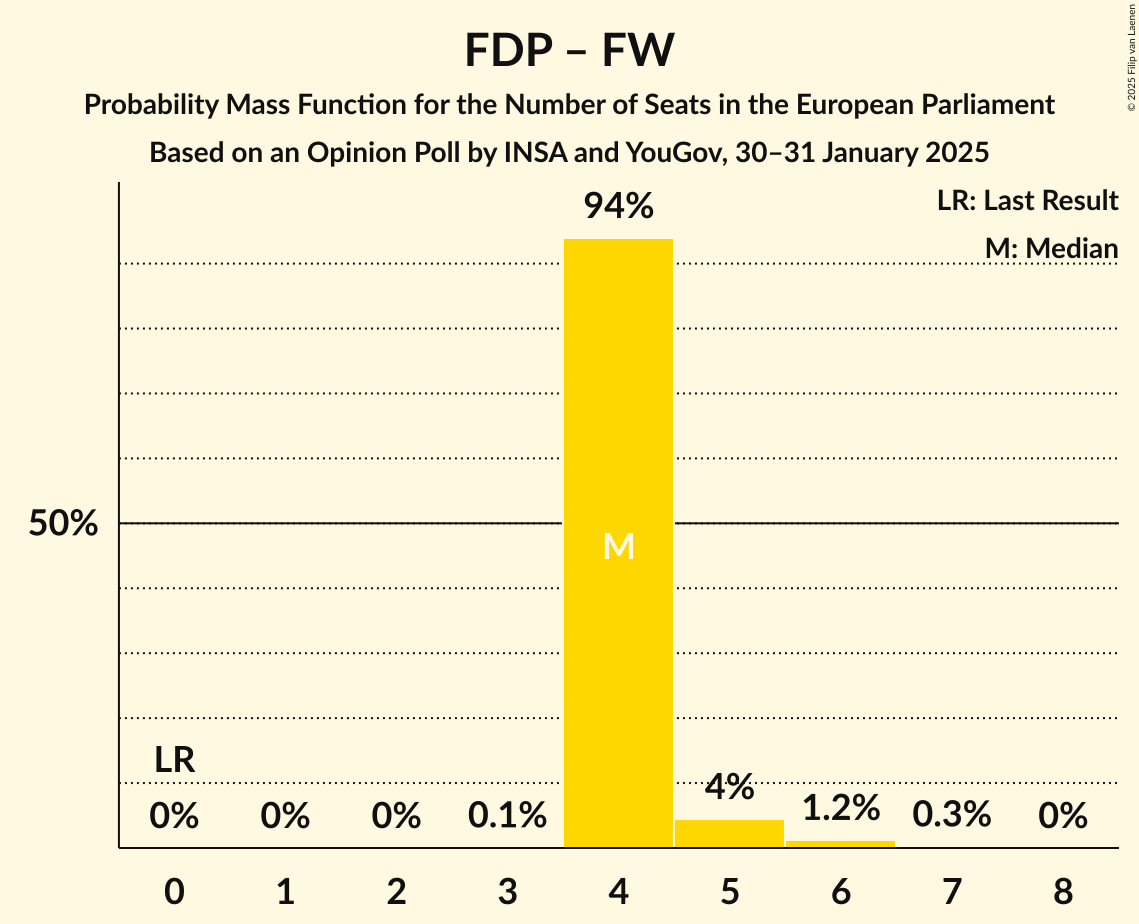 FDP – FW
Probability Mass Function for the Number of Seats in the European Parliament
Based on an Opinion Poll by INSA and YouGov, 30–31 January 2025
© 2025 Filip van Laenen
LR: Last Result
M: Median
94%
50%
M
LR
0%
0%
0%
0.1%
4%
1.2%
0.3%
0%
0
1
2
3
4
5
6
7
8